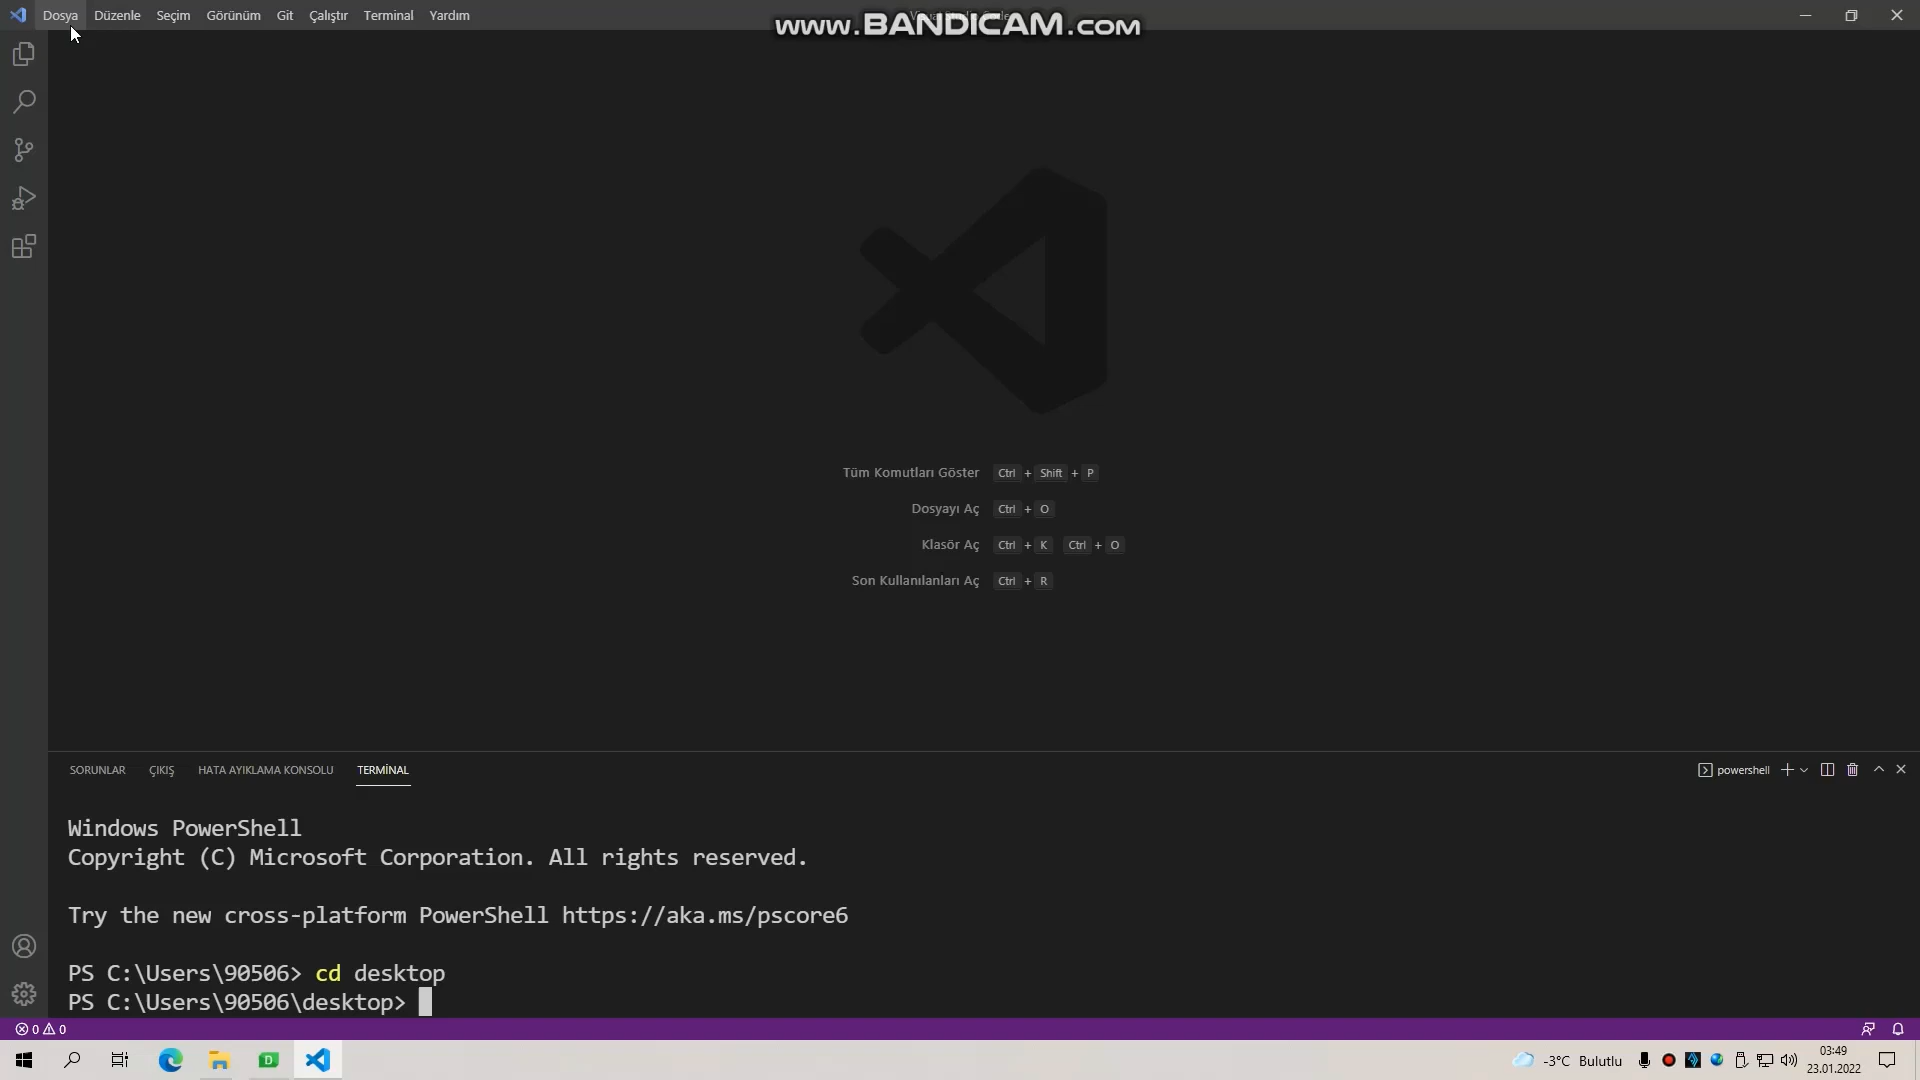 Dosya Düzenle Seçim Görünüm Git Çalıştır Terminal Yardım
www.BANDICAM.com
Tüm Komutları Göster Ctrl + Shift + P
Dosyayı Aç Ctrl + O
Klasör Aç Ctrl + K Ctrl + O
Son Kullanılanları Aç Ctrl + R
SORUNLAR ÇIKIŞ HATA AYIKLAMA KONSOLU TERMİNAL powershell
Windows PowerShell
Copyright (C) Microsoft Corporation. All rights reserved.
Try the new cross-platform PowerShell https://aka.ms/pscore6
PS C:\Users\90506> cd desktop
PS C:\Users\90506\desktop>
0 0
D -3°C Bulutlu 03:49
23.01.2022